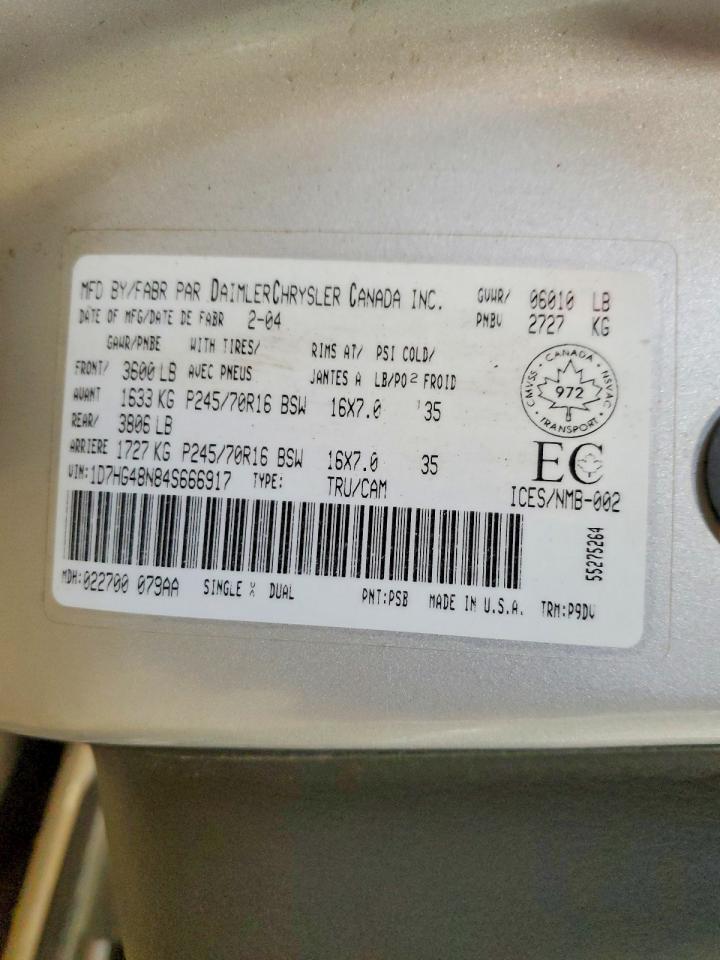 MFD BY/FABR PAR DAIMLERCHRYSLER CANADA INC. GVWR/ 06010 LB
DATE OF MFG/DATE DE FABR 2-04 PNBV 2727 KG
GAWR/PNBE WITH TIRES/ RIMS AT/ PSI COLD/
FRONT/ 3600 LB AVEC PNEUS JANTES A LB/PO2 FROID
AVANT 1633 KG P245/70R16 BSW 16X7.0 35
REAR/ 3806 LB
ARRIERE 1727 KG P245/70R16 BSW 16X7.0 35
VIN:1D7HG48N84S666917 TYPE: TRU/CAM
CMVSS · CANADA · NSVAC · TRANSPORT ·
972
EC
ICES/NMB-002
55275264
MDH:022700 079AA SINGLE X DUAL PNT:PSB MADE IN U.S.A. TRM:P9DV